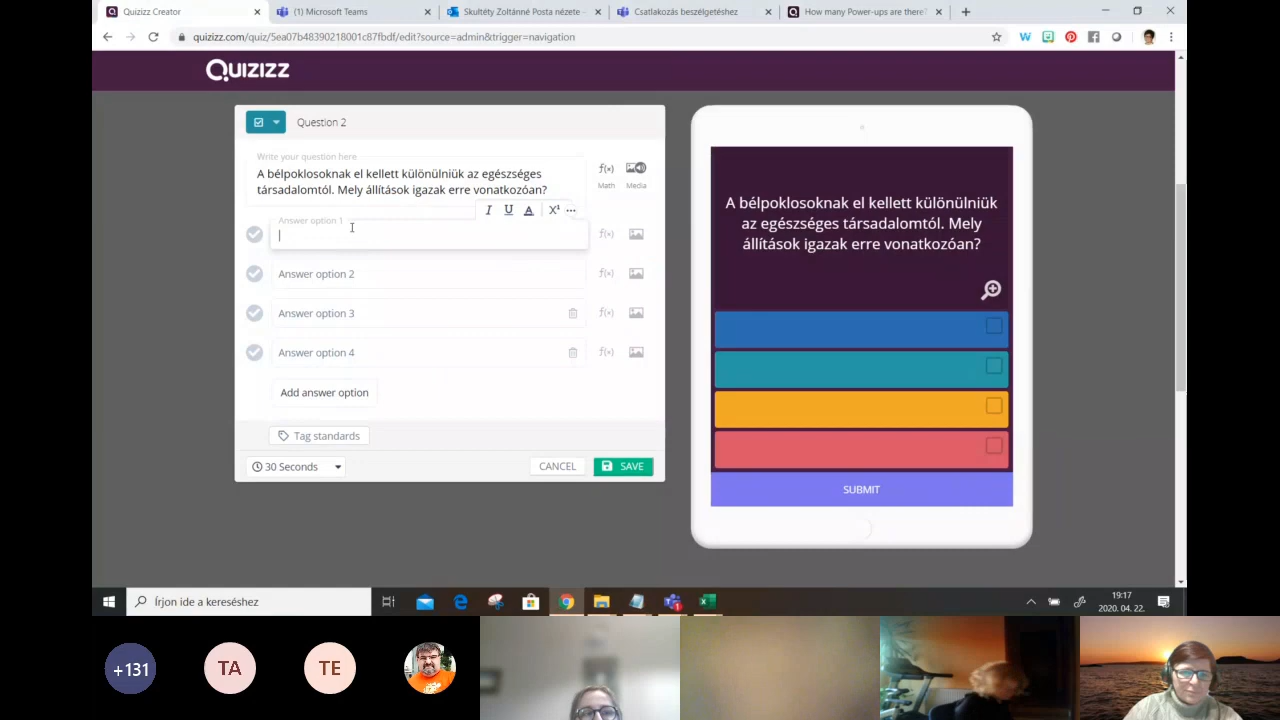 Quizizz Creator
(1) Microsoft Teams
Skultéty Zoltánné Posta nézete -
Csatlakozás beszélgetéshez
How many Power-ups are there?
quizizz.com/quiz/5ea07b48390218001c87fbdf/edit?source=admin&trigger=navigation
QUIZIZZ
Question 2
Write your question here
A bélpoklosoknak el kellett különülniük az egészséges
társadalomtól. Mely állítások igazak erre vonatkozóan?
f(x)
Math
Media
I U A X² ...
Answer option 1
f(x)
Answer option 2
f(x)
Answer option 3
f(x)
Answer option 4
f(x)
Add answer option
Tag standards
30 Seconds
CANCEL
SAVE
A bélpoklosoknak el kellett különülniük
az egészséges társadalomtól. Mely
állítások igazak erre vonatkozóan?
SUBMIT
Írjon ide a kereséshez
1
19:17
2020. 04. 22.
+131
TA
TE